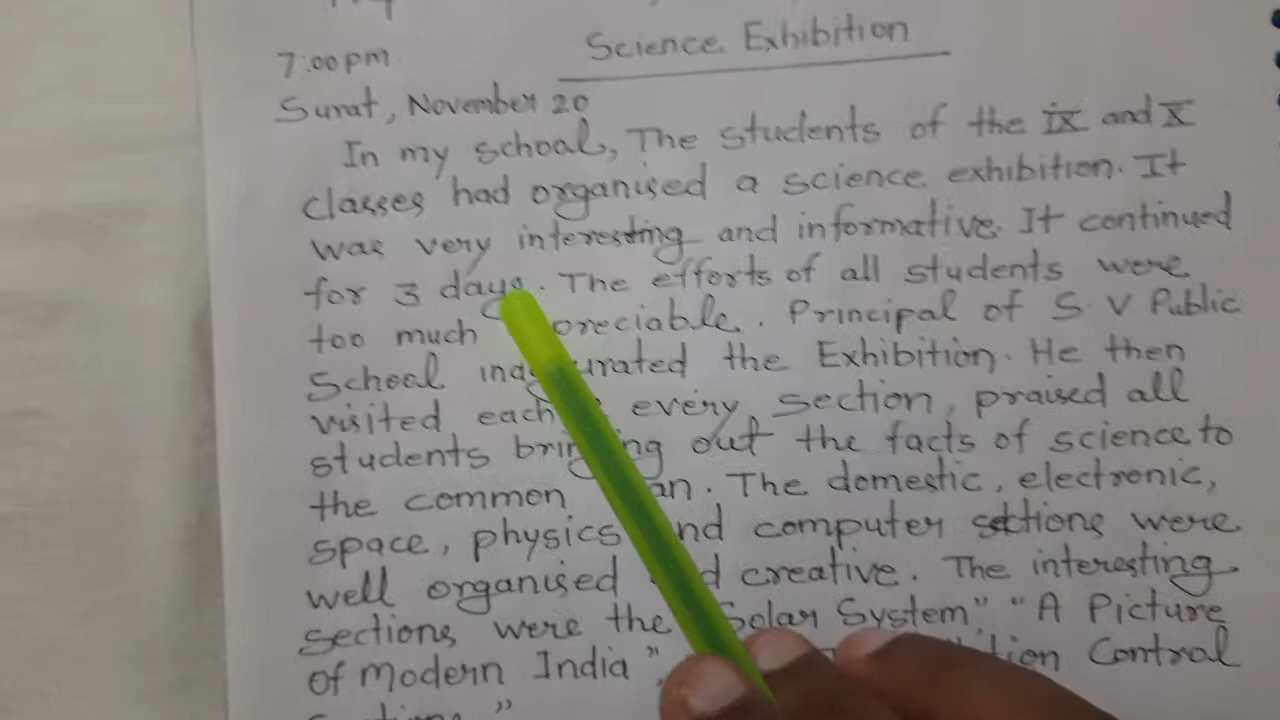 Science Exhibition
7:00 pm
Surat, November 20
In my school, The students of the IX and X
classes had organised a science exhibition. It
was very interesting and informative. It continued
for 3 days. The efforts of all students were
too much preciable. Principal of S. V Public
School inaugurated the Exhibition. He then
visited each every section, praised all
students bringing out the facts of science to
the common an. The domestic, electronic,
space, physics nd computer sections were
well organised d creative. The interesting
sections were the "Solar System" "A Picture
of Modern India", tion Control